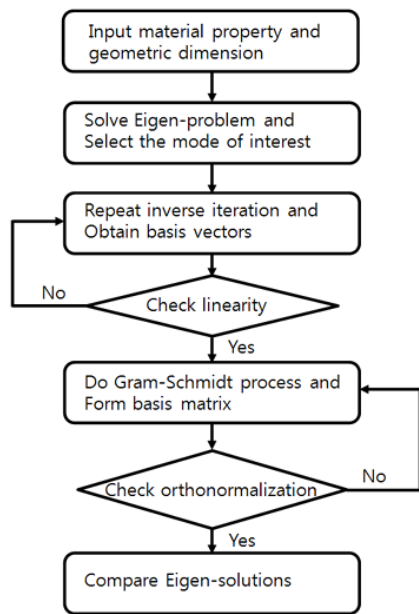 Input material property and
geometric dimension
Solve Eigen-problem and
Select the mode of interest
Repeat inverse iteration and
Obtain basis vectors
No
Check linearity
Yes
Do Gram-Schmidt process and
Form basis matrix
No
Check orthonormalization
Yes
Compare Eigen-solutions